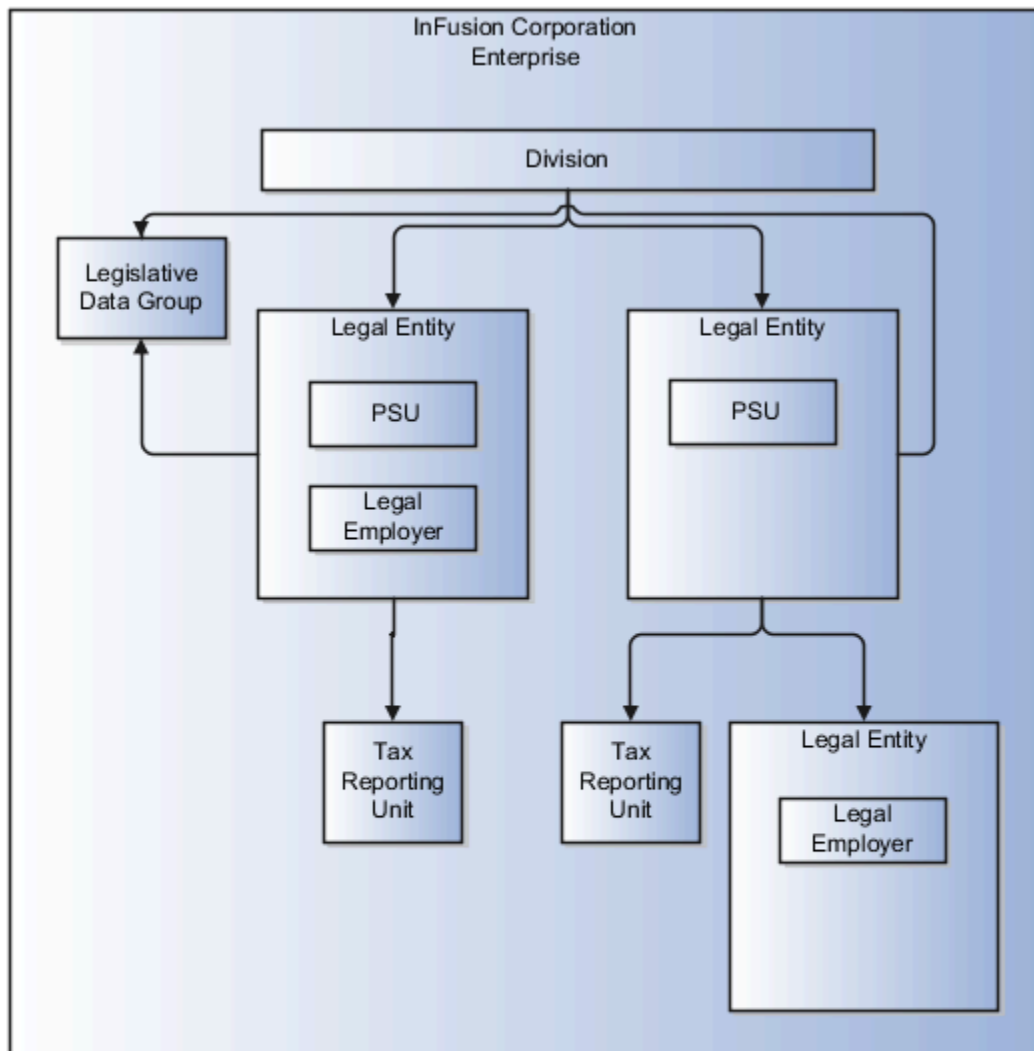 InFusion Corporation
Enterprise
Division
Legislative
Data Group
Legal Entity
PSU
Legal
Employer
Legal Entity
PSU
Tax
Reporting
Unit
Tax
Reporting
Unit
Legal Entity
Legal
Employer